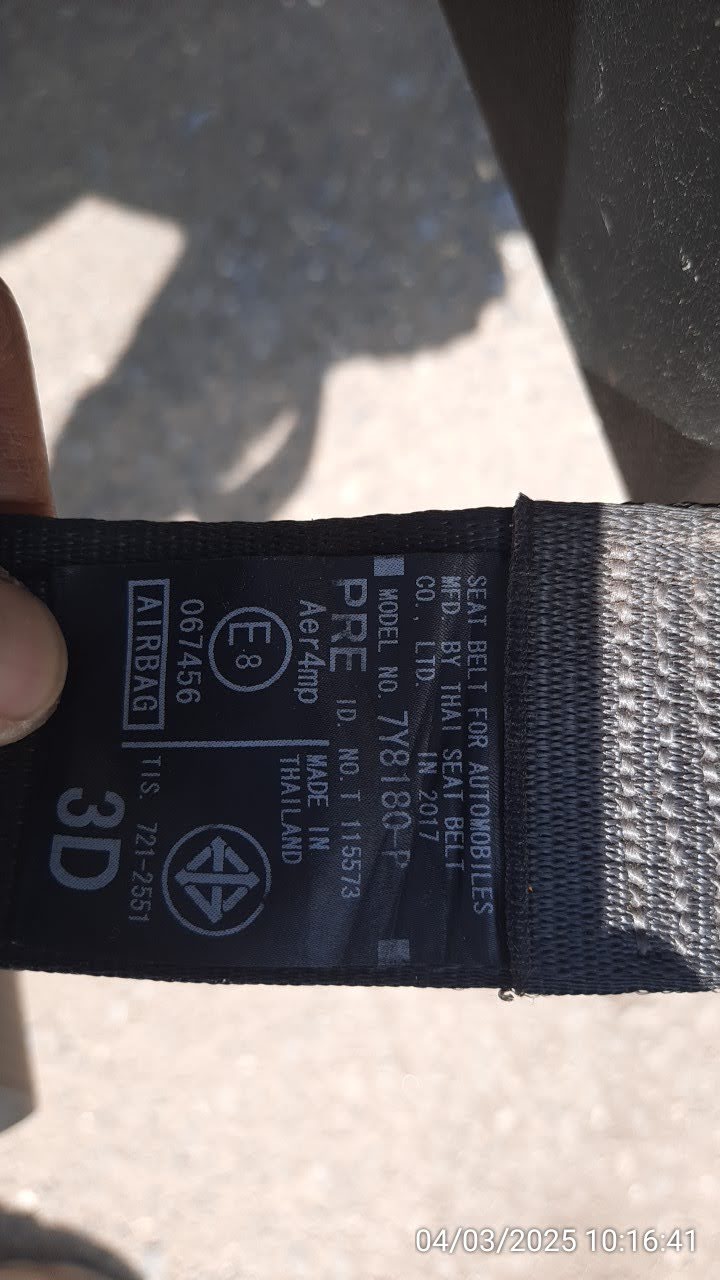 SEAT BELT FOR AUTOMOBILES
MFD. BY THAI SEAT BELT
CO., LTD. IN 2017
MODEL NO. 7Y8180-P
PRE ID. NO. T 115573
Aer4mp
MADE IN
THAILAND
E8
067456
AIRBAG
TIS. 721-2551
3D
04/03/2025 10:16:41